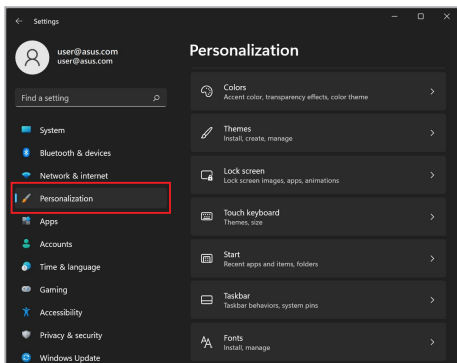 Settings
user@asus.com
user@asus.com
Find a setting
System
Bluetooth & devices
Network & internet
Personalization
Apps
Accounts
Time & language
Gaming
Accessibility
Privacy & security
Windows Update
Personalization
Colors
Accent color, transparency effects, color theme
Themes
Install, create, manage
Lock screen
Lock screen images, apps, animations
Touch keyboard
Themes, size
Start
Recent apps and items, folders
Taskbar
Taskbar behaviors, system pins
Fonts
Install, manage